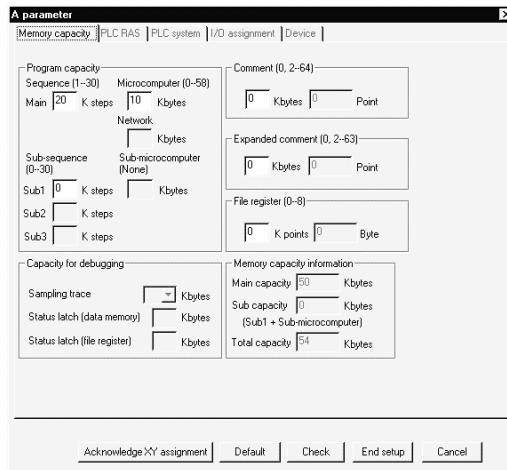 A parameter
Memory capacity PLC RAS PLC system I/O assignment Device
Program capacity
Sequence (1--30) Microcomputer (0--58)
Main 20 K steps 10 Kbytes
Network
Kbytes
Sub-sequence (0--30) Sub-microcomputer (None)
Sub1 0 K steps Kbytes
Sub2 K steps
Sub3 K steps
Comment (0, 2--64)
0 Kbytes 0 Point
Expanded comment (0, 2--63)
0 Kbytes 0 Point
File register (0--8)
0 K points 0 Byte
Capacity for debugging
Sampling trace Kbytes
Status latch (data memory) Kbytes
Status latch (file register) Kbytes
Memory capacity information
Main capacity 50 Kbytes
Sub capacity 0 Kbytes
(Sub1 + Sub-microcomputer)
Total capacity 54 Kbytes
Acknowledge XY assignment Default Check End setup Cancel